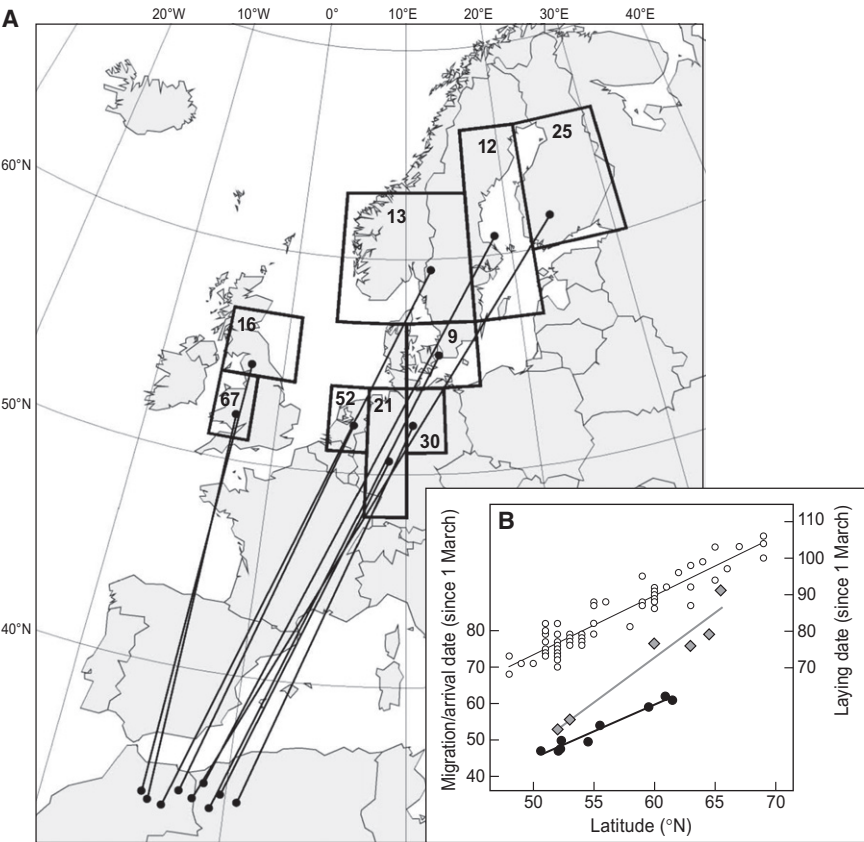 A
20°W 10°W 0° 10°E 20°E 30°E 40°E
60°N
50°N
40°N
12
25
13
16
9
67
52
21
30
B
Migration/arrival date (since 1 March)
80
70
60
50
40
110
100
90
80
70
Laying date (since 1 March)
50 55 60 65 70
Latitude (°N)